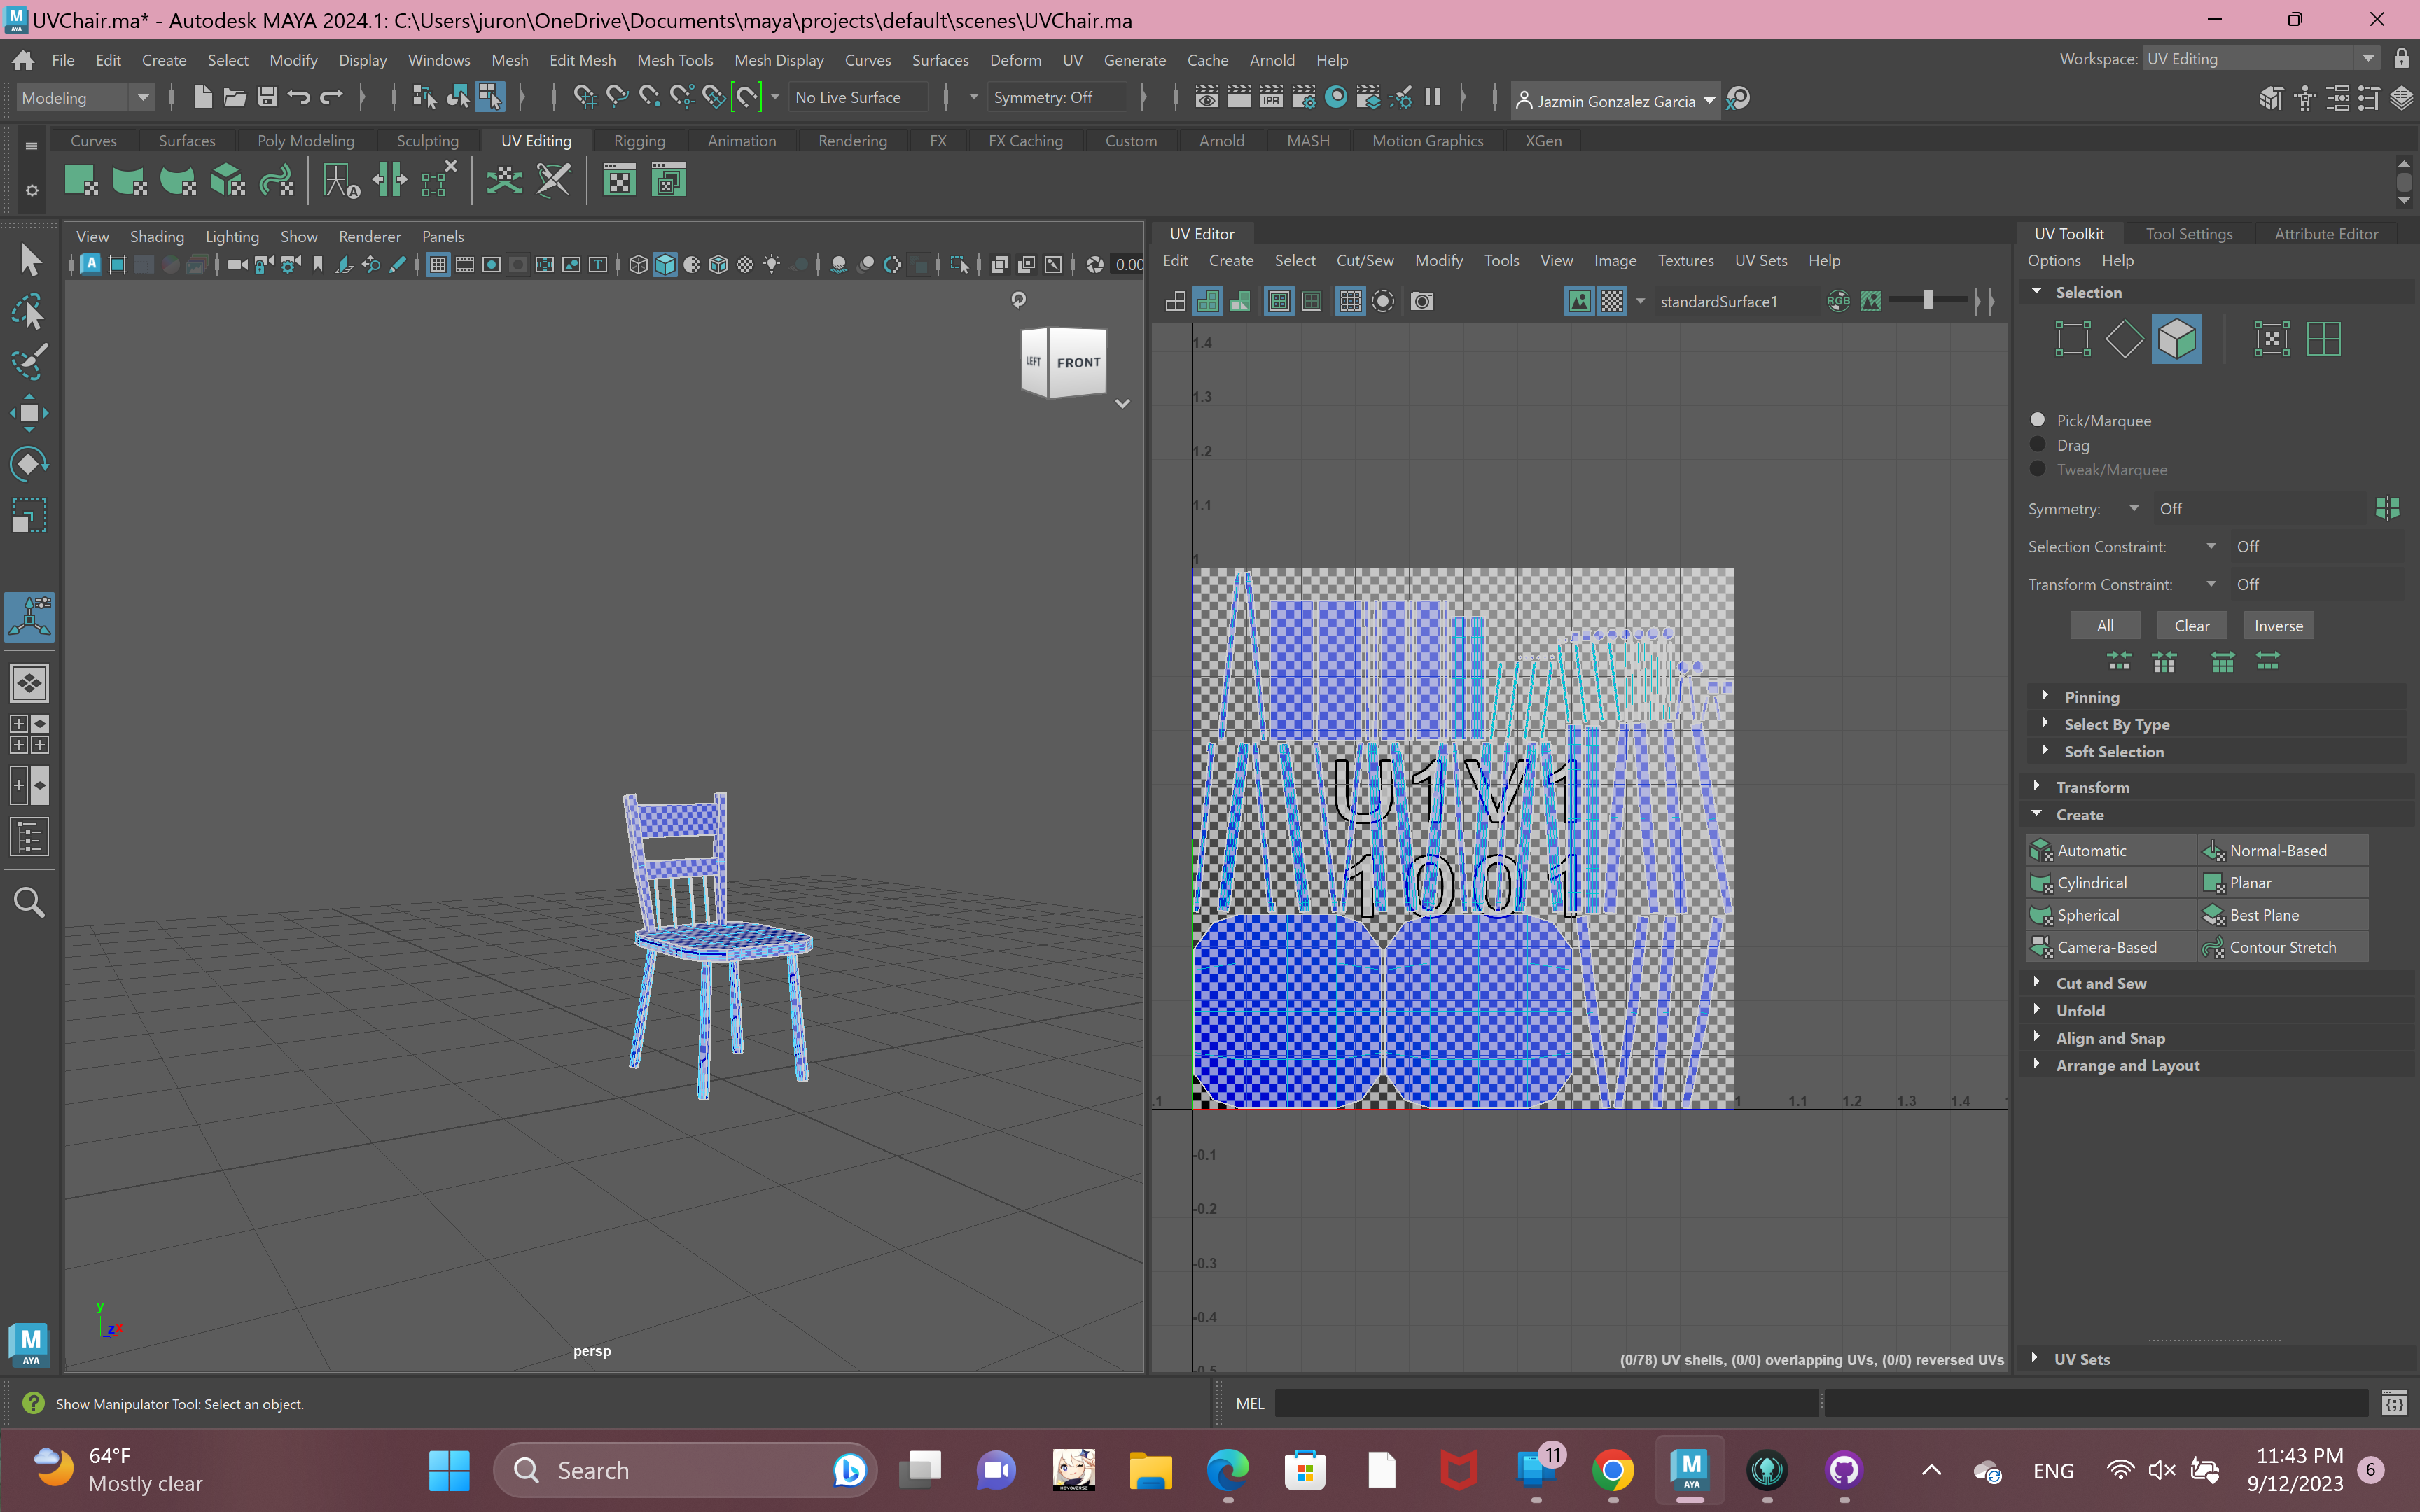 UVChair.ma* - Autodesk MAYA 2024.1: C:\Users\juron\OneDrive\Documents\maya\projects\default\scenes\UVChair.ma
File Edit Create Select Modify Display Windows Mesh Edit Mesh Mesh Tools Mesh Display Curves Surfaces Deform UV Generate Cache Arnold Help
Workspace: UV Editing
Modeling
No Live Surface
Symmetry: Off
IPR
Jazmin Gonzalez Garcia
Curves Surfaces Poly Modeling Sculpting UV Editing Rigging Animation Rendering FX FX Caching Custom Arnold MASH Motion Graphics XGen
View Shading Lighting Show Renderer Panels
0.00
LEFT FRONT
persp
y
z x
UV Editor
Edit Create Select Cut/Sew Modify Tools View Image Textures UV Sets Help
standardSurface1
RGB
1.4
1.3
1.2
1.1
1
U1V1
1001
.1
1 1.1 1.2 1.3 1.4
-0.1
-0.2
-0.3
-0.4
-0.5
(0/78) UV shells, (0/0) overlapping UVs, (0/0) reversed UVs
UV Toolkit Tool Settings Attribute Editor
Options Help
Selection
Pick/Marquee
Drag
Tweak/Marquee
Symmetry: Off
Selection Constraint: Off
Transform Constraint: Off
All Clear Inverse
Pinning
Select By Type
Soft Selection
Transform
Create
Automatic Normal-Based
Cylindrical Planar
Spherical Best Plane
Camera-Based Contour Stretch
Cut and Sew
Unfold
Align and Snap
Arrange and Layout
UV Sets
M
AYA
Show Manipulator Tool: Select an object.
MEL
64°F
Mostly clear
Search
11
ENG
11:43 PM
9/12/2023
6